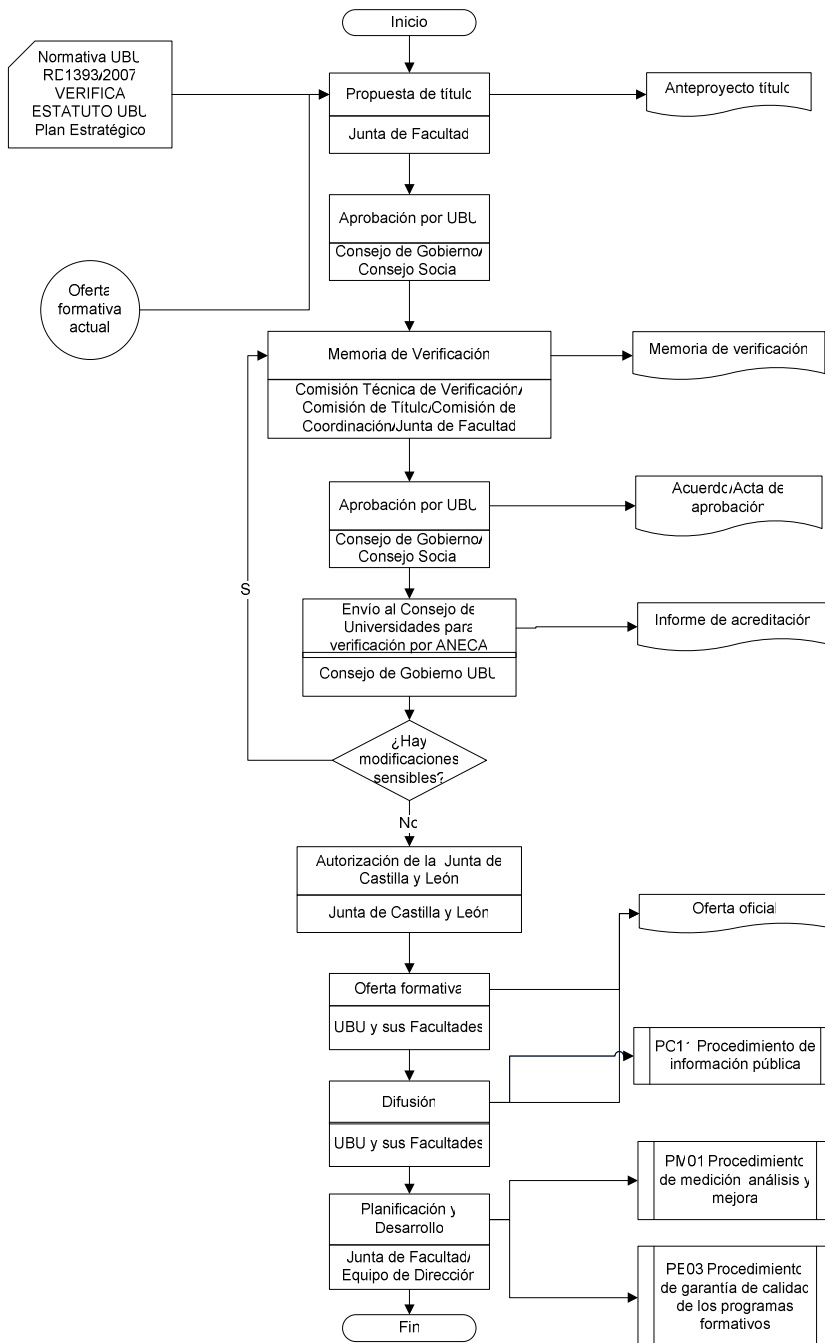 Inicio
Normativa UBU
RD1393/2007
VERIFICA
ESTATUTO UBU
Plan Estratégico
Propuesta de título
Junta de Facultad
Anteproyecto título
Aprobación por UBU
Consejo de Gobierno/
Consejo Socia
Oferta
formativa
actual
Memoria de Verificación
Comisión Técnica de Verificación/
Comisión de Título/Comisión de
Coordinación/Junta de Facultad
Memoria de verificación
Aprobación por UBU
Consejo de Gobierno/
Consejo Socia
Acuerdo/Acta de
aprobación
S
Envío al Consejo de
Universidades para
verificación por ANECA
Consejo de Gobierno UBU
Informe de acreditación
¿Hay
modificaciones
sensibles?
No
Autorización de la Junta de
Castilla y León
Junta de Castilla y León
Oferta oficial
Oferta formativa
UBU y sus Facultades
PC11 Procedimiento de
información pública
Difusión
UBU y sus Facultades
PM01 Procedimiento
de medición análisis y
mejora
Planificación y
Desarrollo
Junta de Facultad/
Equipo de Dirección
PE03 Procedimiento
de garantía de calidad
de los programas
formativos
Fin